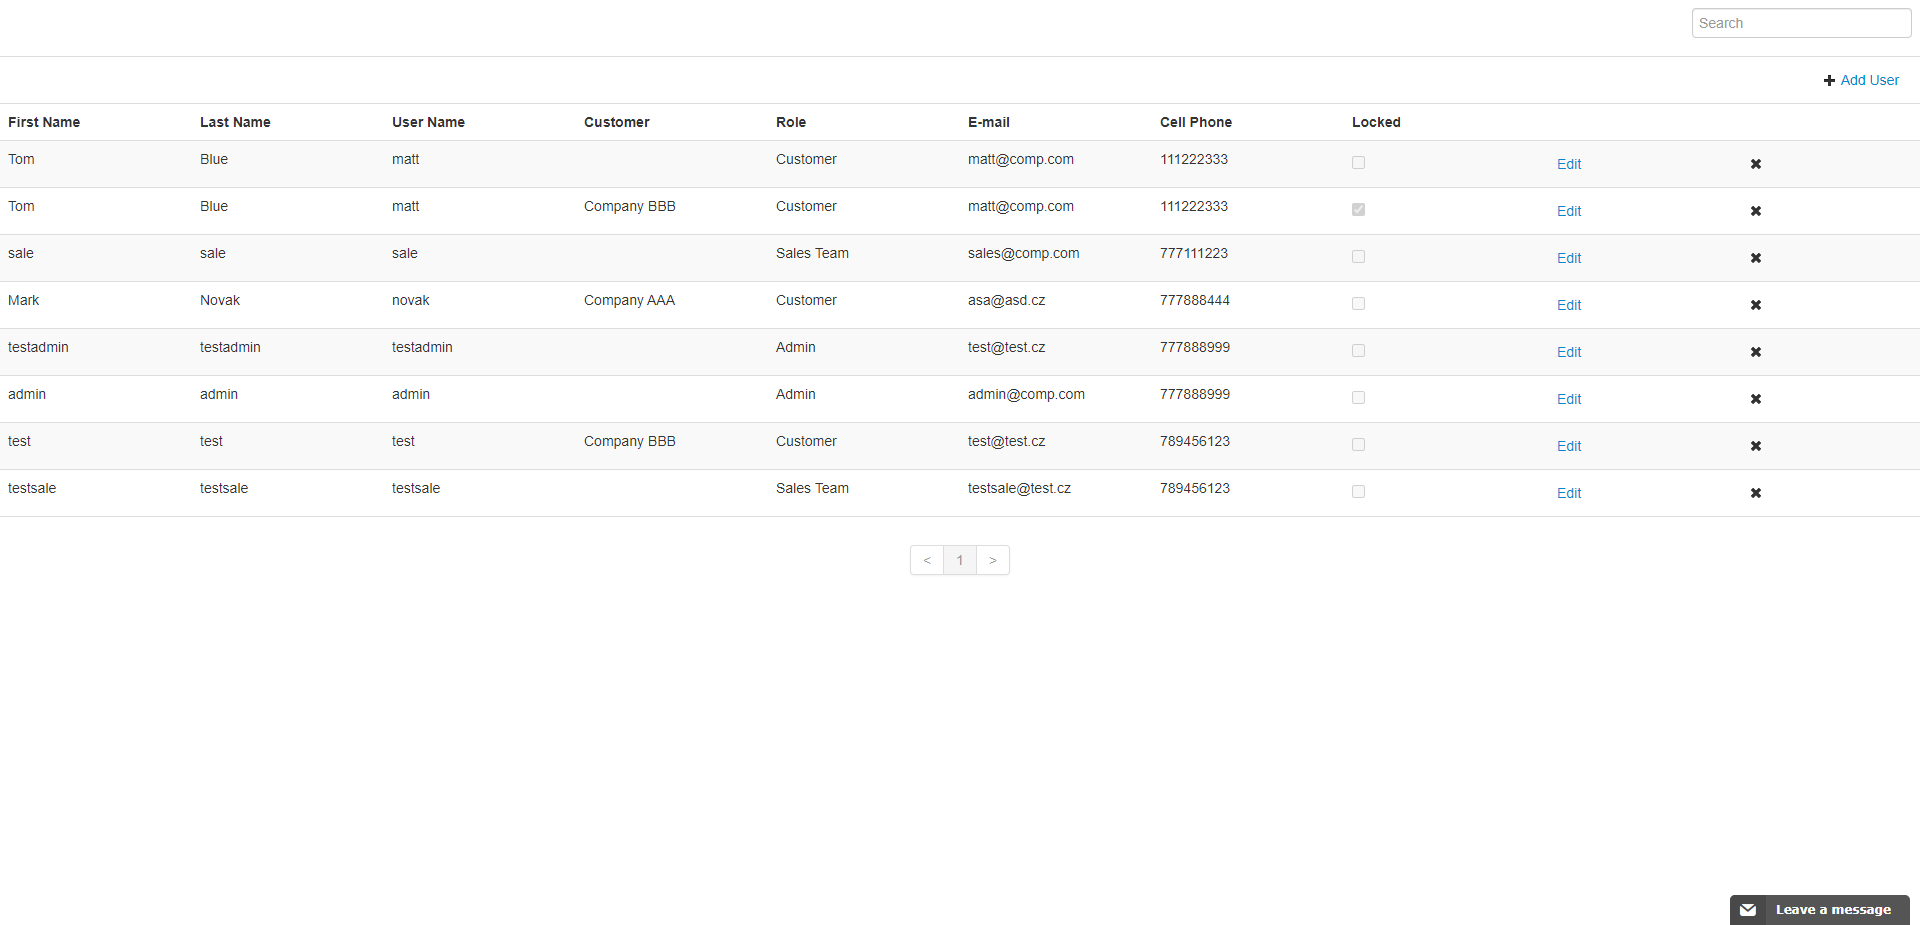 Search
Add User
First Name Last Name User Name Customer Role E-mail Cell Phone Locked
Tom Blue matt Customer matt@comp.com 111222333 Edit
Tom Blue matt Company BBB Customer matt@comp.com 111222333 Edit
sale sale sale Sales Team sales@comp.com 777111223 Edit
Mark Novak novak Company AAA Customer asa@asd.cz 777888444 Edit
testadmin testadmin testadmin Admin test@test.cz 777888999 Edit
admin admin admin Admin admin@comp.com 777888999 Edit
test test test Company BBB Customer test@test.cz 789456123 Edit
testsale testsale testsale Sales Team testsale@test.cz 789456123 Edit
< 1 >
Leave a message